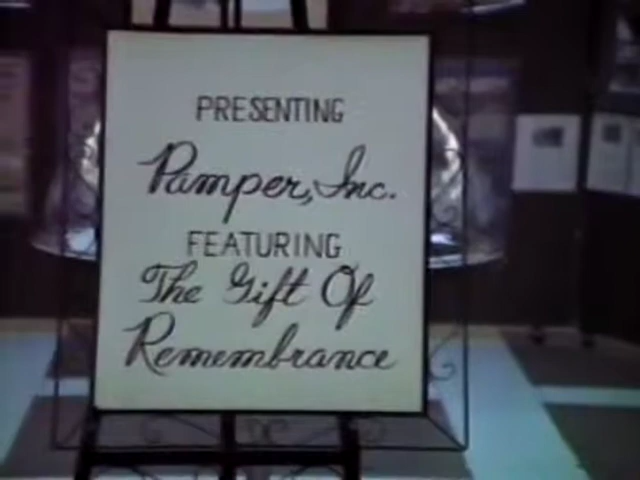 PRESENTING
Pamper, Inc.
FEATURING
The Gift Of
Remembrance